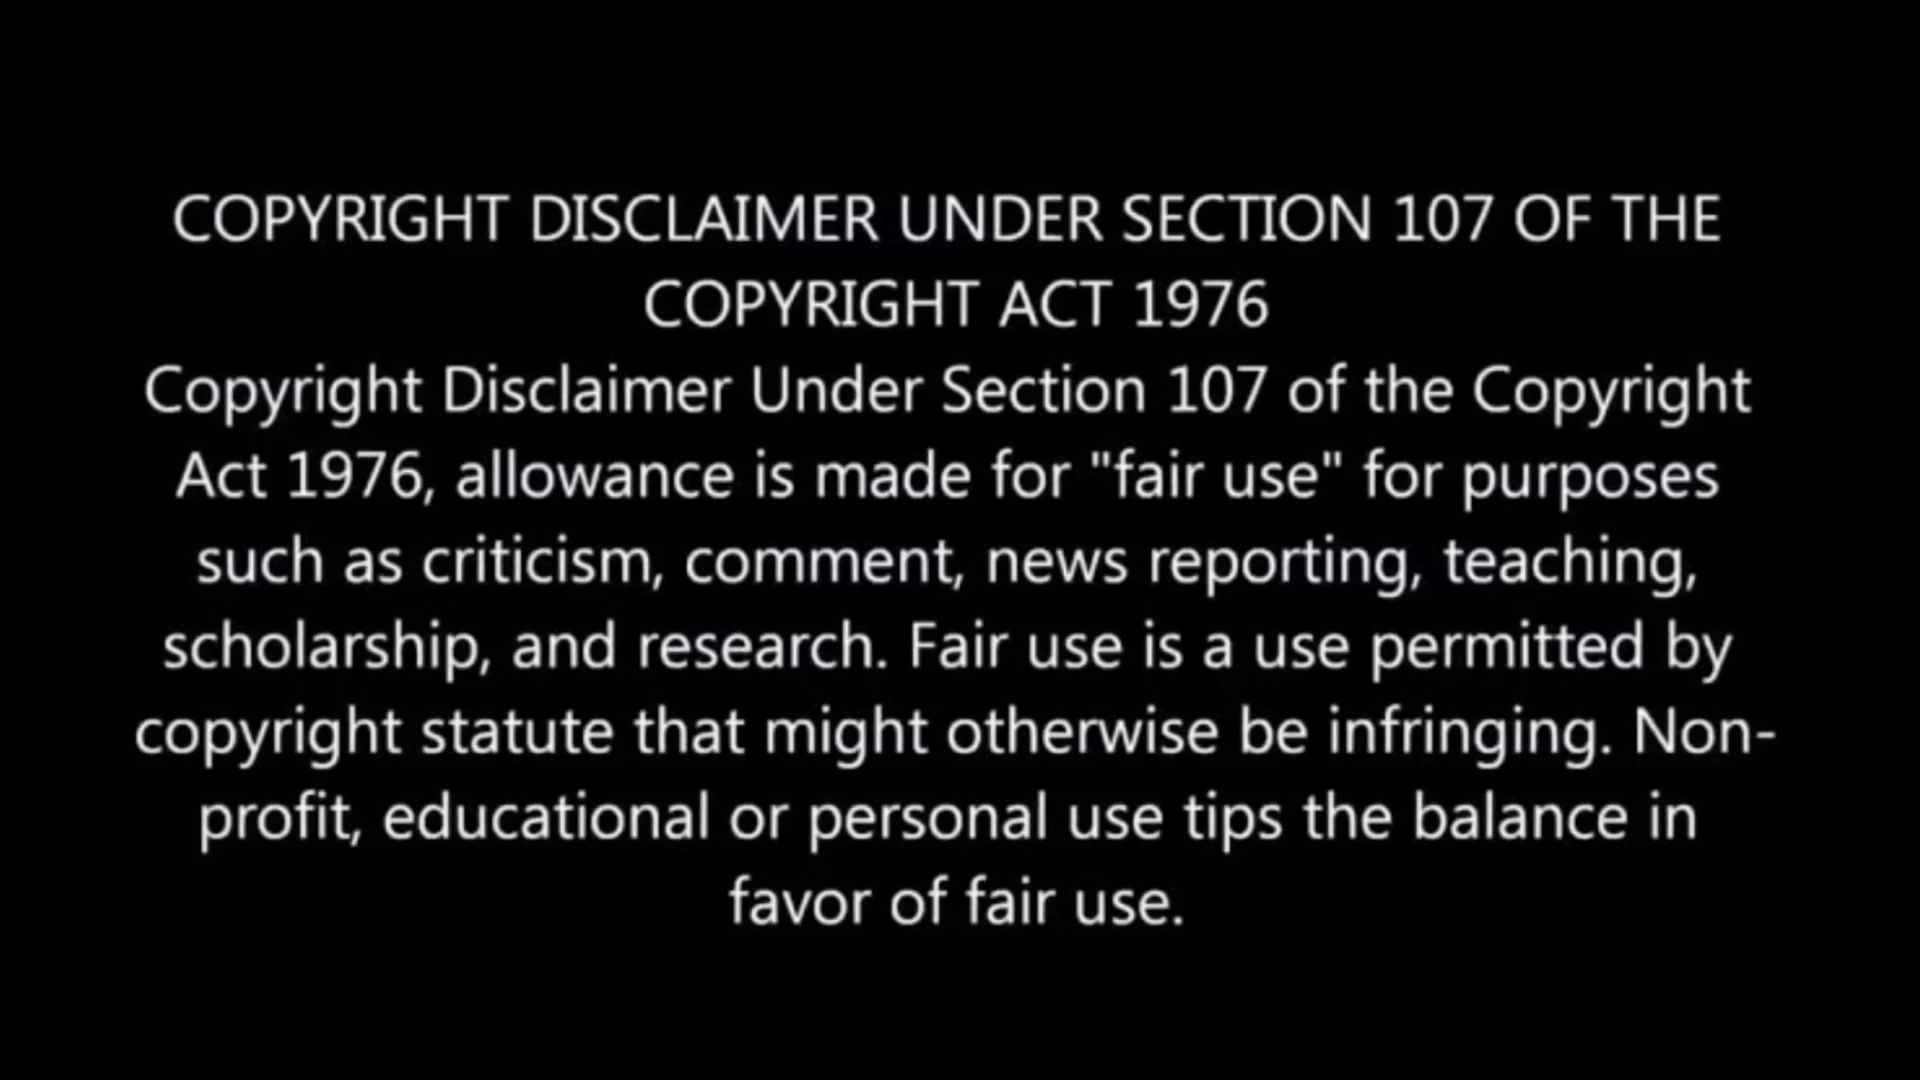 COPYRIGHT DISCLAIMER UNDER SECTION 107 OF THE
COPYRIGHT ACT 1976
Copyright Disclaimer Under Section 107 of the Copyright
Act 1976, allowance is made for "fair use" for purposes
such as criticism, comment, news reporting, teaching,
scholarship, and research. Fair use is a use permitted by
copyright statute that might otherwise be infringing. Non-
profit, educational or personal use tips the balance in
favor of fair use.